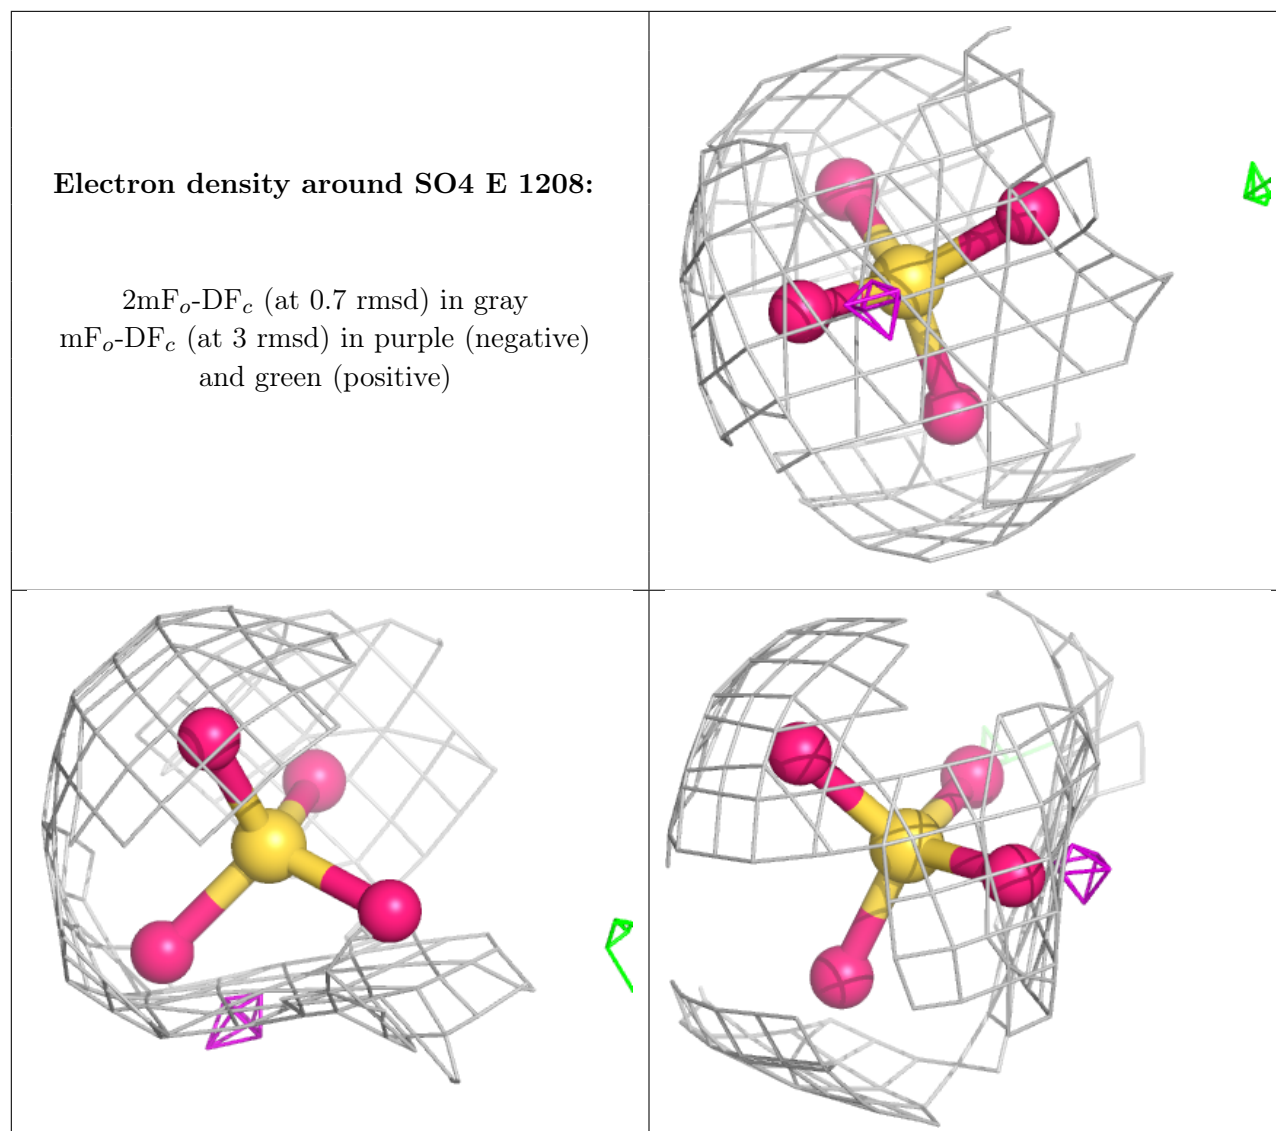 Electron density around SO4 E 1208:
2mFo-DFc (at 0.7 rmsd) in gray
mFo-DFc (at 3 rmsd) in purple (negative)
and green (positive)